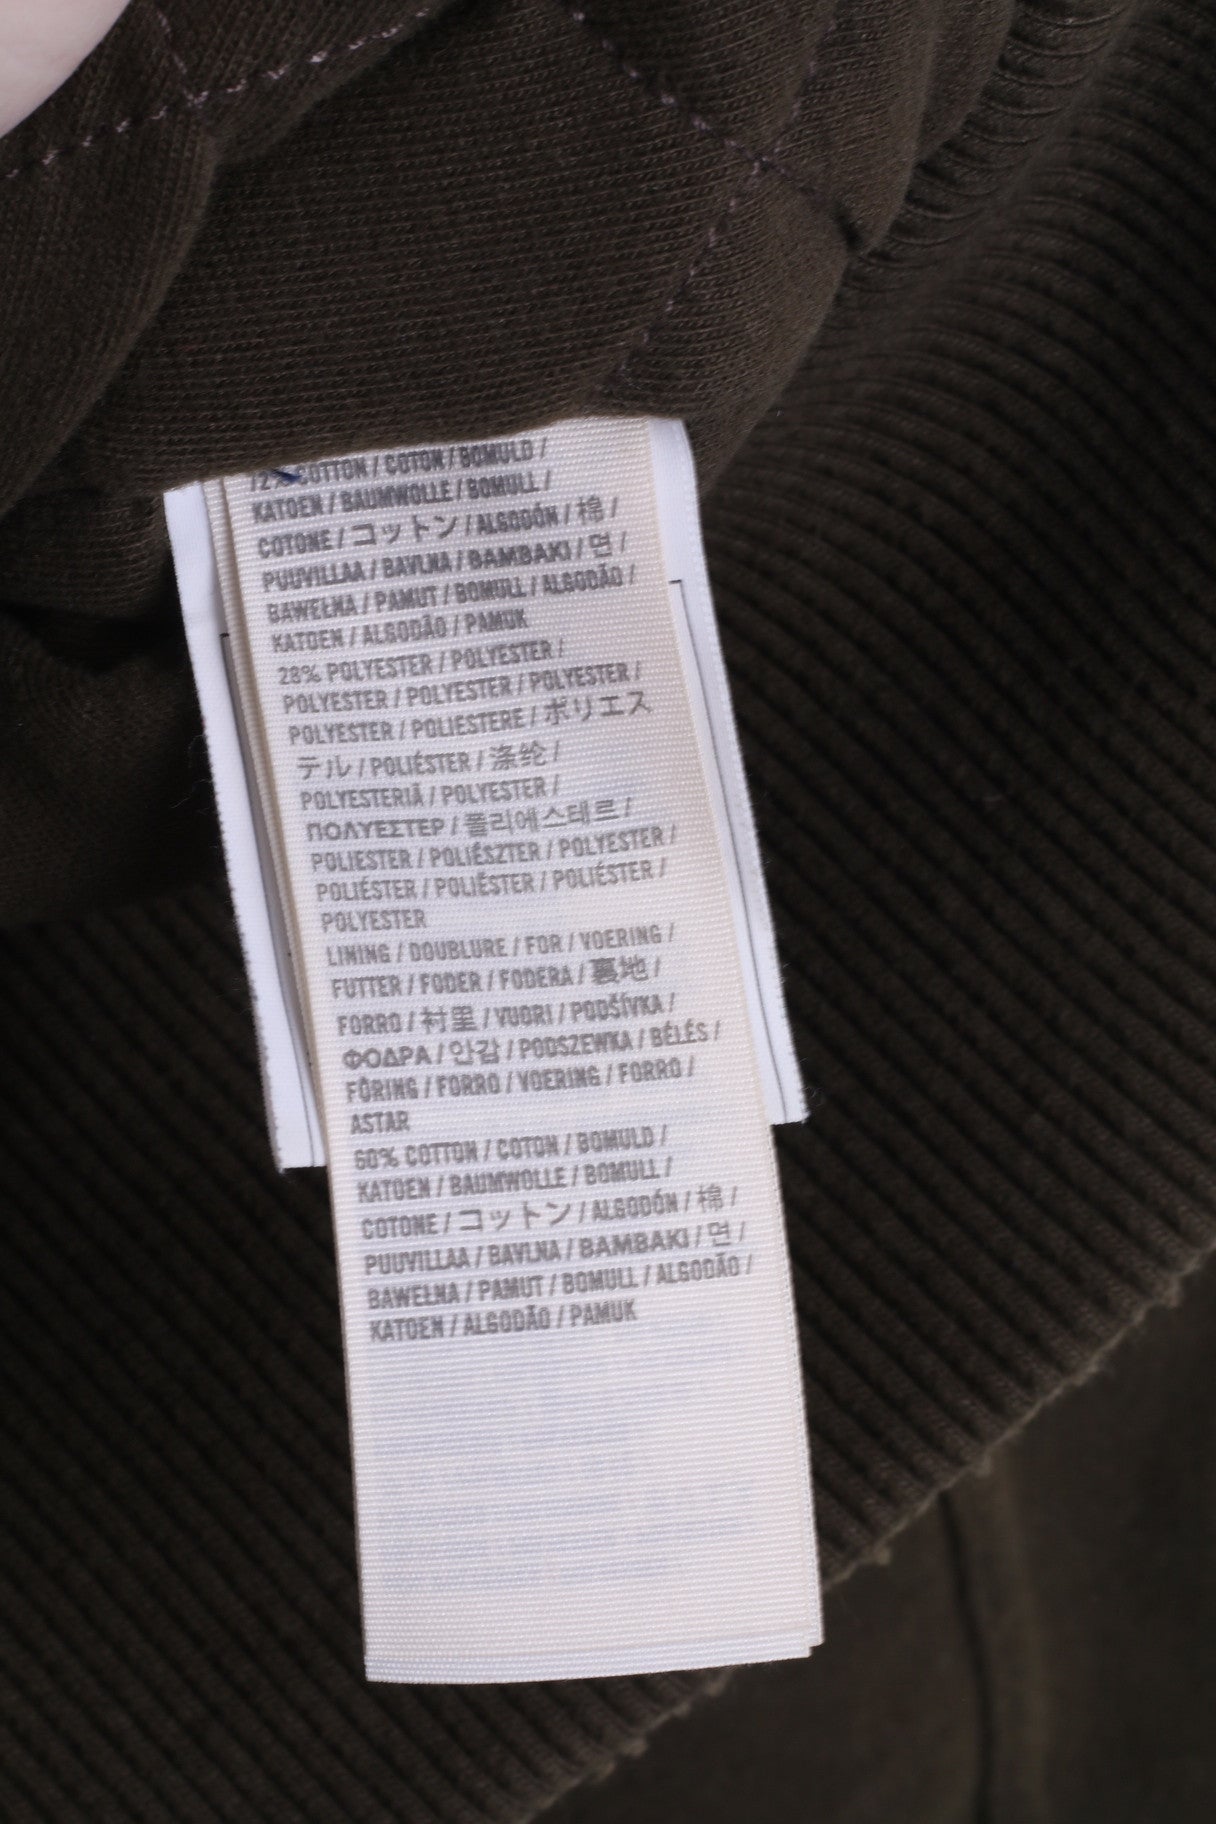 72% COTTON / COTON / BOMULD /
KATOEN / BAUMWOLLE / BOMULL /
COTONE / コットン / ALGODÓN / 棉 /
PUUVILLAA / BAVLNA / BAMBAKI / 면 /
BAWEŁNA / PAMUT / BOMULL / ALGODÃO /
KATOEN / ALGODÃO / PAMUK
28% POLYESTER / POLYESTER /
POLYESTER / POLYESTER / POLYESTER /
POLYESTER / POLIESTERE / ポリエス
テル / POLIÉSTER / 涤纶 /
POLYESTERIÄ / POLYESTER /
ΠΟΛΥΕΣΤΕΡ / 폴리에스테르 /
POLIESTER / POLIÉSZTER / POLYESTER /
POLIÉSTER / POLIÉSTER / POLIÉSTER /
POLYESTER
LINING / DOUBLURE / FOR / VOERING /
FUTTER / FODER / FODERA / 裏地 /
FORRO / 衬里 / VUORI / PODŠÍVKA /
ΦΟΔΡΑ / 안감 / PODSZEWKA / BÉLÉS /
FÔRING / FORRO / VOERING / FORRO /
ASTAR
60% COTTON / COTON / BOMULD /
KATOEN / BAUMWOLLE / BOMULL /
COTONE / コットン / ALGODÓN / 棉 /
PUUVILLAA / BAVLNA / BAMBAKI / 면 /
BAWEŁNA / PAMUT / BOMULL / ALGODÃO /
KATOEN / ALGODÃO / PAMUK